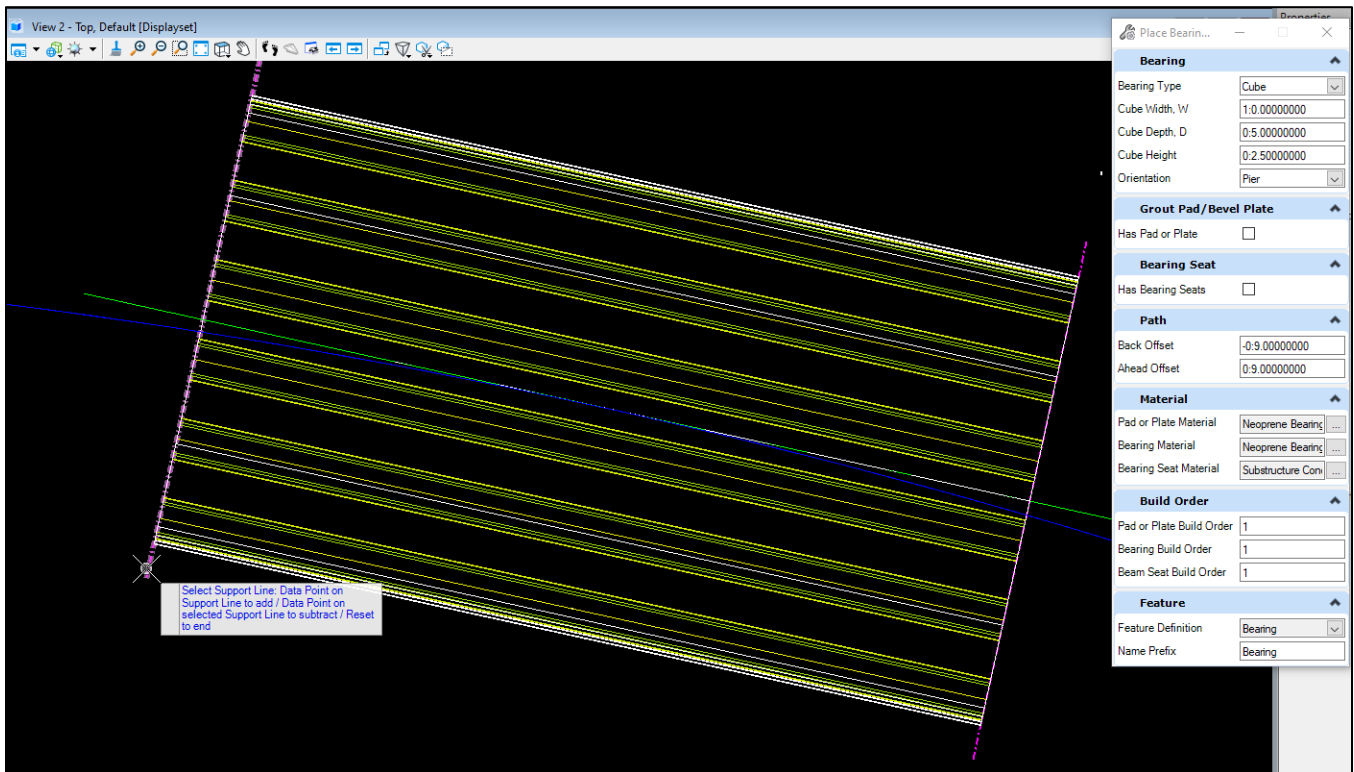 View 2 - Top, Default [Displayset]
Properties
Place Bearin...
Bearing
Bearing Type Cube
Cube Width, W 1:0.00000000
Cube Depth, D 0:5.00000000
Cube Height 0:2.50000000
Orientation Pier
Grout Pad/Bevel Plate
Has Pad or Plate
Bearing Seat
Has Bearing Seats
Path
Back Offset -0:9.00000000
Ahead Offset 0:9.00000000
Material
Pad or Plate Material Neoprene Bearing ...
Bearing Material Neoprene Bearing ...
Bearing Seat Material Substructure Con ...
Build Order
Pad or Plate Build Order 1
Bearing Build Order 1
Beam Seat Build Order 1
Feature
Feature Definition Bearing
Name Prefix Bearing
Select Support Line: Data Point on
Support Line to add / Data Point on
selected Support Line to subtract / Reset
to end